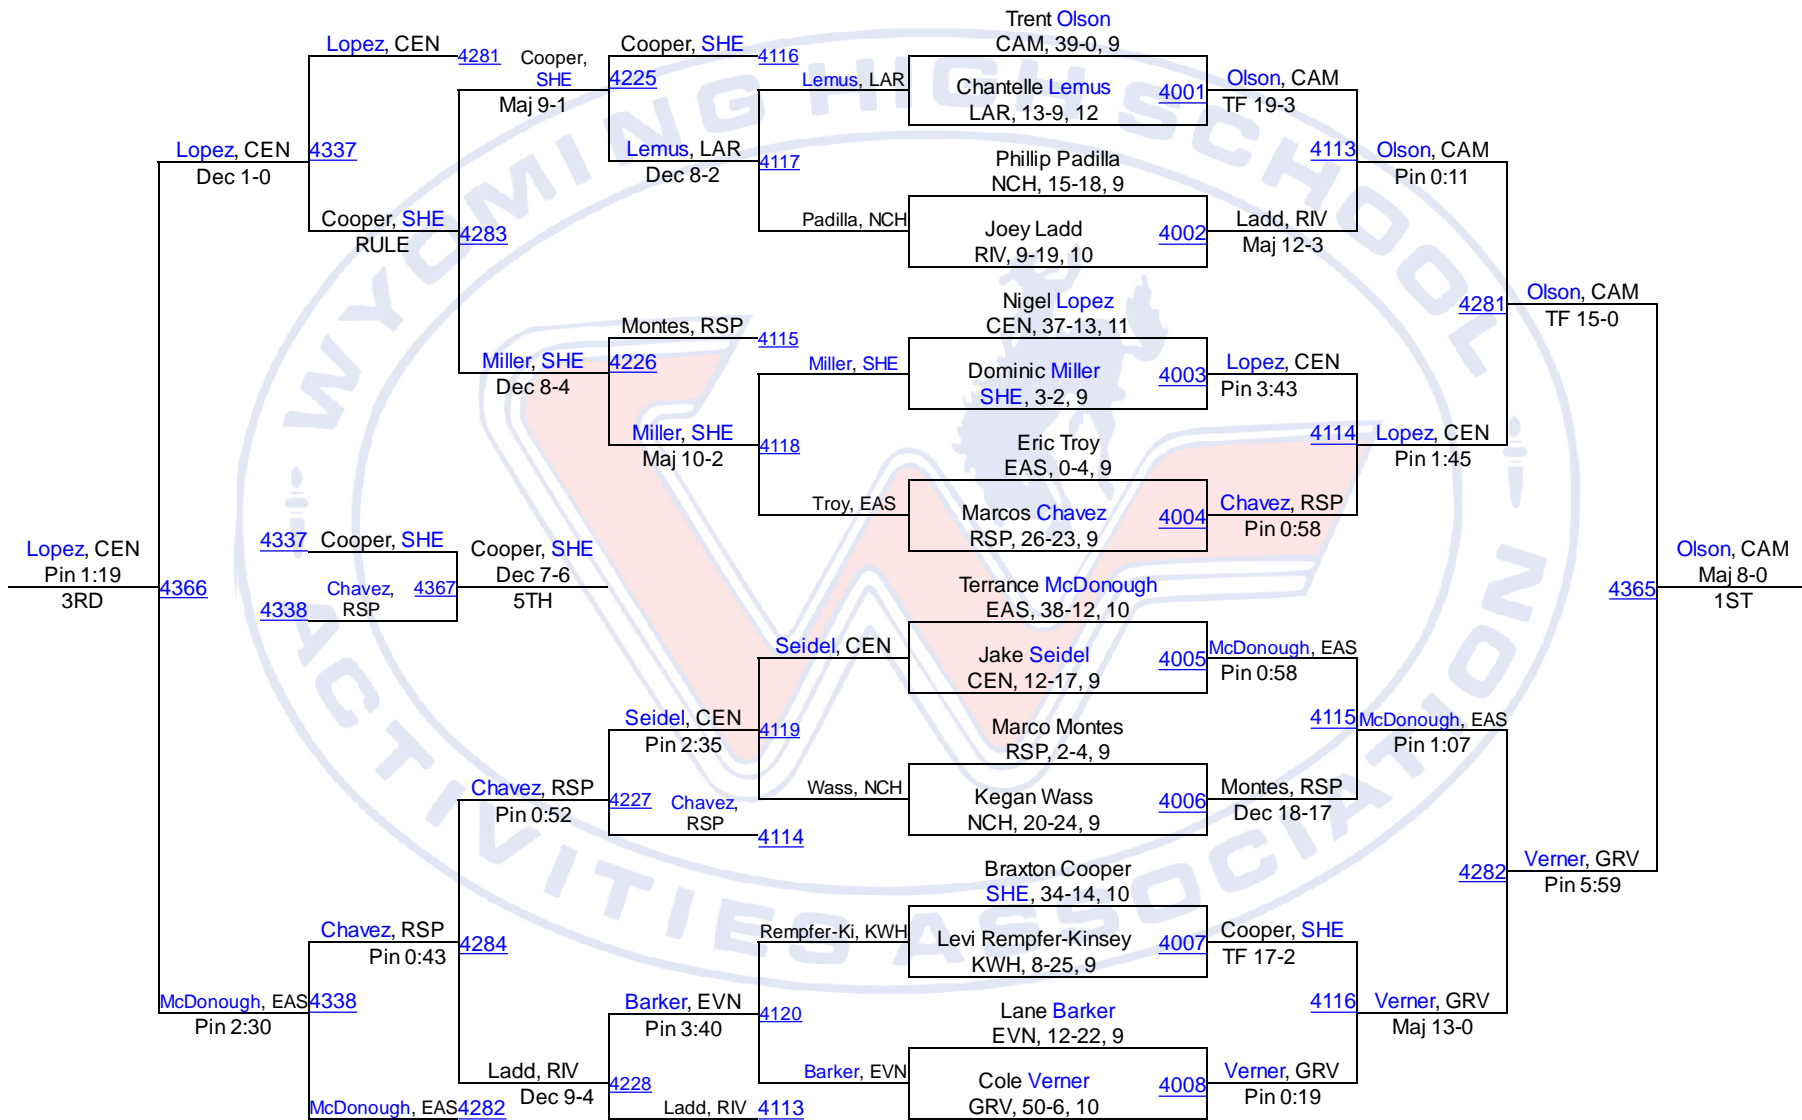 Trent Olson
CAM, 39-0, 9
Lopez, CEN
4281
Cooper,
SHE
Maj 9-1
Cooper, SHE
4116
4225
Lemus, LAR
Chantelle Lemus
LAR, 13-9, 12
4001
Olson, CAM
TF 19-3
Lopez, CEN
Dec 1-0
4337
Lemus, LAR
Dec 8-2
4117
Phillip Padilla
NCH, 15-18, 9
4113
Olson, CAM
Pin 0:11
Cooper, SHE
RULE
4283
Padilla, NCH
Joey Ladd
RIV, 9-19, 10
4002
Ladd, RIV
Maj 12-3
Nigel Lopez
CEN, 37-13, 11
4281
Olson, CAM
TF 15-0
Montes, RSP
4115
Miller, SHE
Dec 8-4
4226
Miller, SHE
Dominic Miller
SHE, 3-2, 9
4003
Lopez, CEN
Pin 3:43
Miller, SHE
Maj 10-2
4118
Eric Troy
EAS, 0-4, 9
4114
Lopez, CEN
Pin 1:45
Troy, EAS
Marcos Chavez
RSP, 26-23, 9
4004
Chavez, RSP
Pin 0:58
Lopez, CEN
Pin 1:19
3RD
4366
4337
Cooper, SHE
Chavez,
RSP
4338
4367
Cooper, SHE
Dec 7-6
5TH
Terrance McDonough
EAS, 38-12, 10
4365
Olson, CAM
Maj 8-0
1ST
Seidel, CEN
Jake Seidel
CEN, 12-17, 9
4005
McDonough, EAS
Pin 0:58
Seidel, CEN
Pin 2:35
4119
Marco Montes
RSP, 2-4, 9
4115
McDonough, EAS
Pin 1:07
Chavez, RSP
Pin 0:52
4227
Chavez,
RSP
4114
Wass, NCH
Kegan Wass
NCH, 20-24, 9
4006
Montes, RSP
Dec 18-17
Braxton Cooper
SHE, 34-14, 10
4282
Verner, GRV
Pin 5:59
Chavez, RSP
Pin 0:43
4284
Rempfer-Ki, KWH
Levi Rempfer-Kinsey
KWH, 8-25, 9
4007
Cooper, SHE
TF 17-2
McDonough, EAS
Pin 2:30
4338
Barker, EVN
Pin 3:40
4120
Lane Barker
EVN, 12-22, 9
4116
Verner, GRV
Maj 13-0
Ladd, RIV
Dec 9-4
4228
Barker, EVN
Cole Verner
GRV, 50-6, 10
4008
Verner, GRV
Pin 0:19
McDonough, EAS
4282
Ladd, RIV
4113
WYOMING HIGH SCHOOL
ACTIVITIES ASSOCIATION